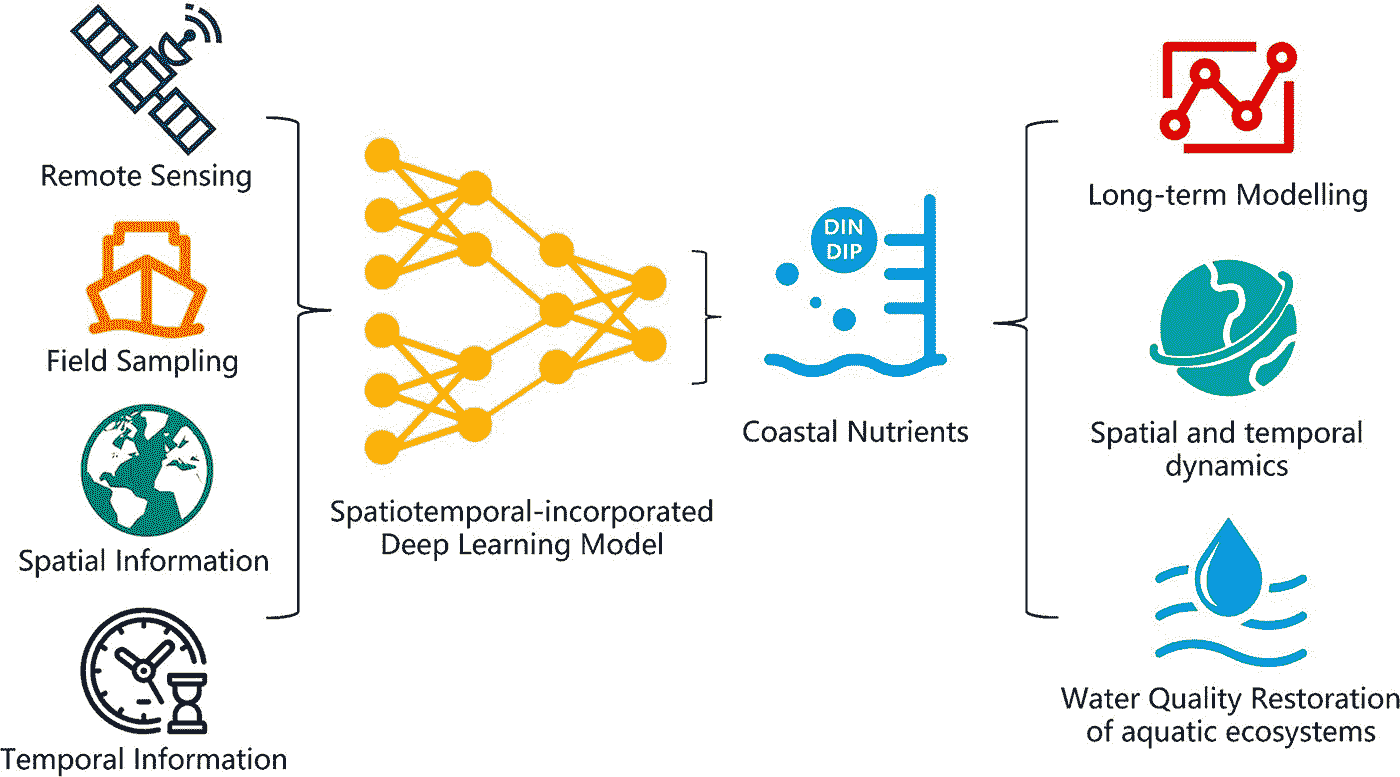 Remote Sensing
Field Sampling
Spatial Information
Temporal Information
Spatiotemporal-incorporated
Deep Learning Model
DIN
DIP
Coastal Nutrients
Long-term Modelling
Spatial and temporal
dynamics
Water Quality Restoration
of aquatic ecosystems